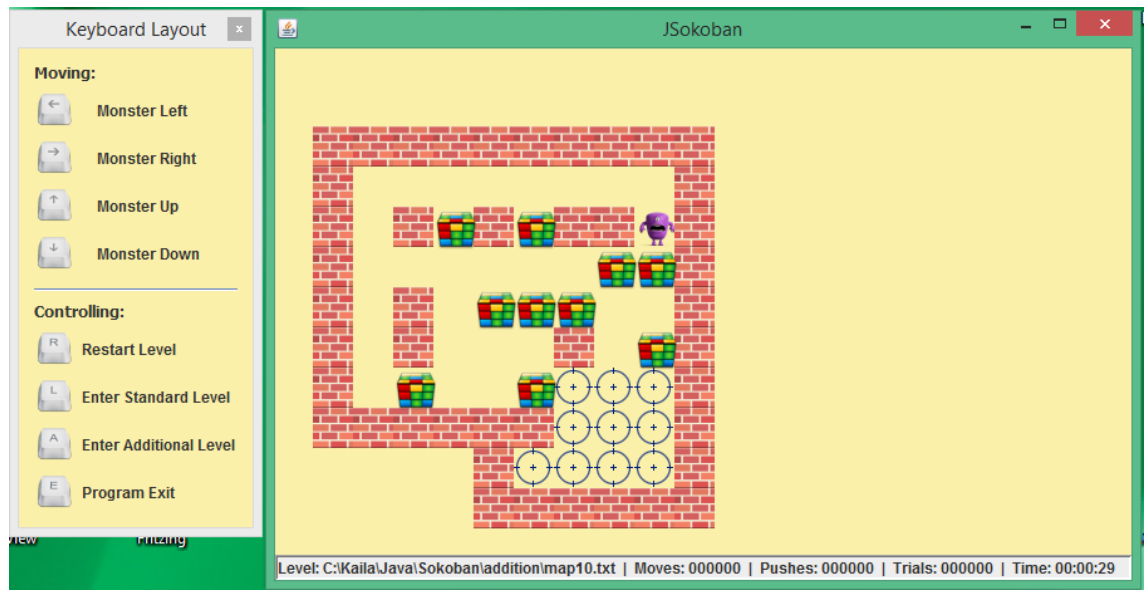 Keyboard Layout
x
JSokoban
Moving:
← Monster Left
→ Monster Right
↑ Monster Up
↓ Monster Down
Controlling:
R Restart Level
L Enter Standard Level
A Enter Additional Level
E Program Exit
Fritzing
Level: C:\Kaila\Java\Sokoban\addition\map10.txt | Moves: 000000 | Pushes: 000000 | Trials: 000000 | Time: 00:00:29